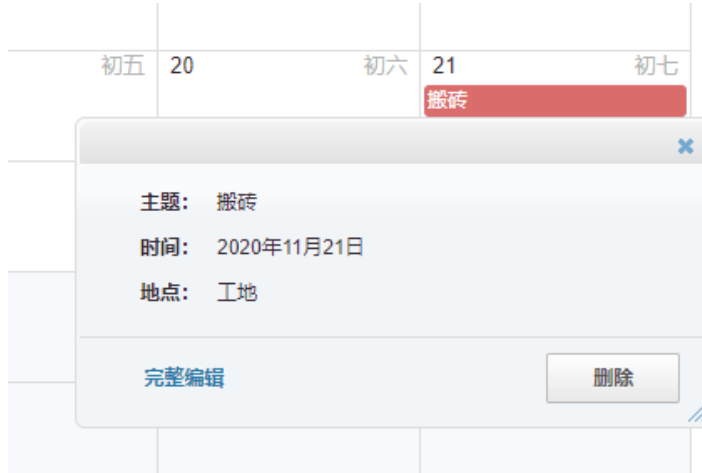 初五 20 初六 21 初七
搬砖
主题： 搬砖
时间： 2020年11月21日
地点： 工地
完整编辑 删除